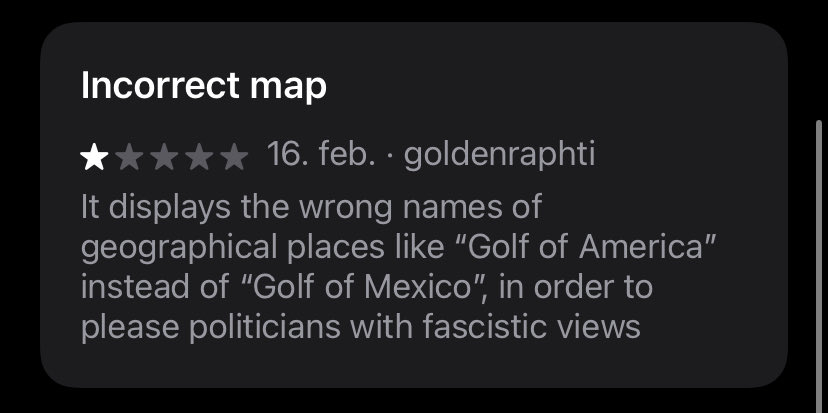 Incorrect map
16. feb. · goldenraphti
It displays the wrong names of
geographical places like “Golf of America”
instead of “Golf of Mexico”, in order to
please politicians with fascistic views